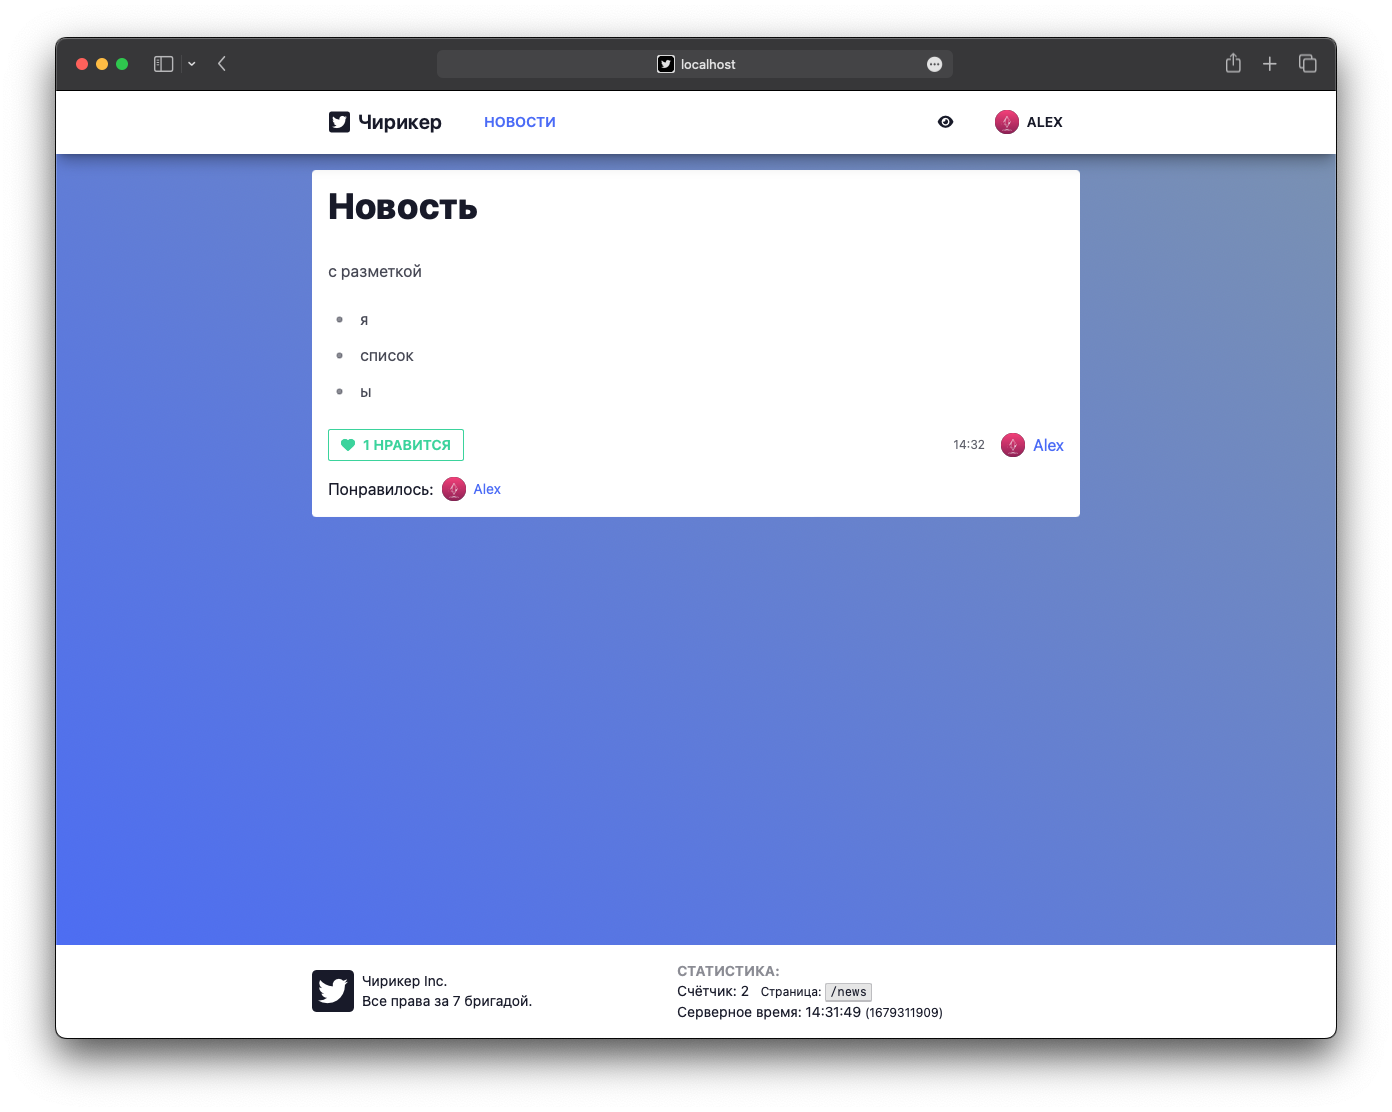 localhost
Чирикер НОВОСТИ ALEX
Новость
с разметкой
я
список
ы
1 НРАВИТСЯ 14:32 Alex
Понравилось: Alex
Чирикер Inc.
Все права за 7 бригадой.
СТАТИСТИКА:
Счётчик: 2 Страница: /news
Серверное время: 14:31:49 (1679311909)